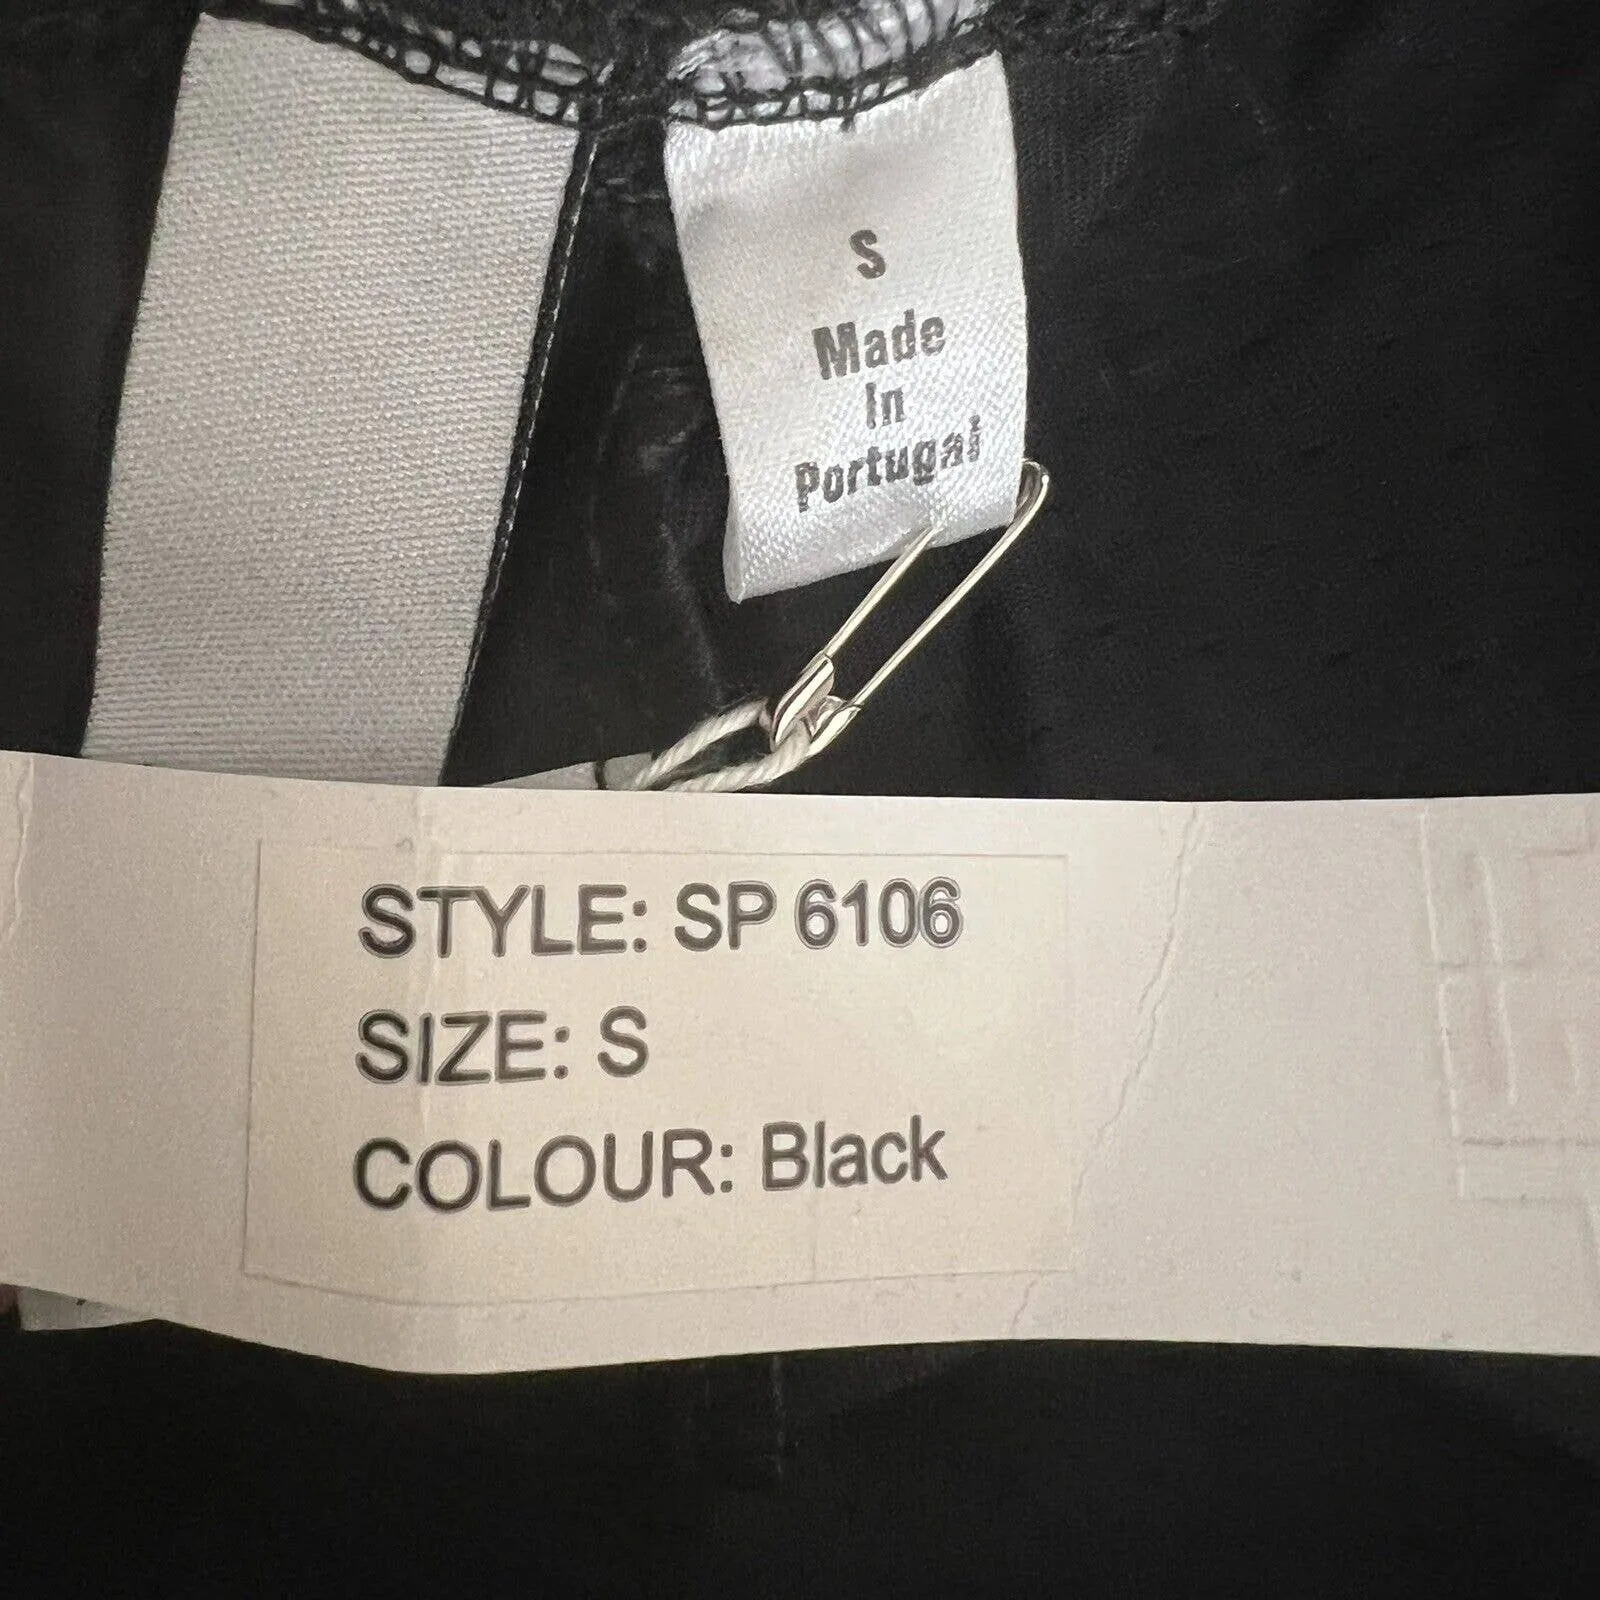 S
Made
In
Portugal
STYLE: SP 6106
SIZE: S
COLOUR: Black